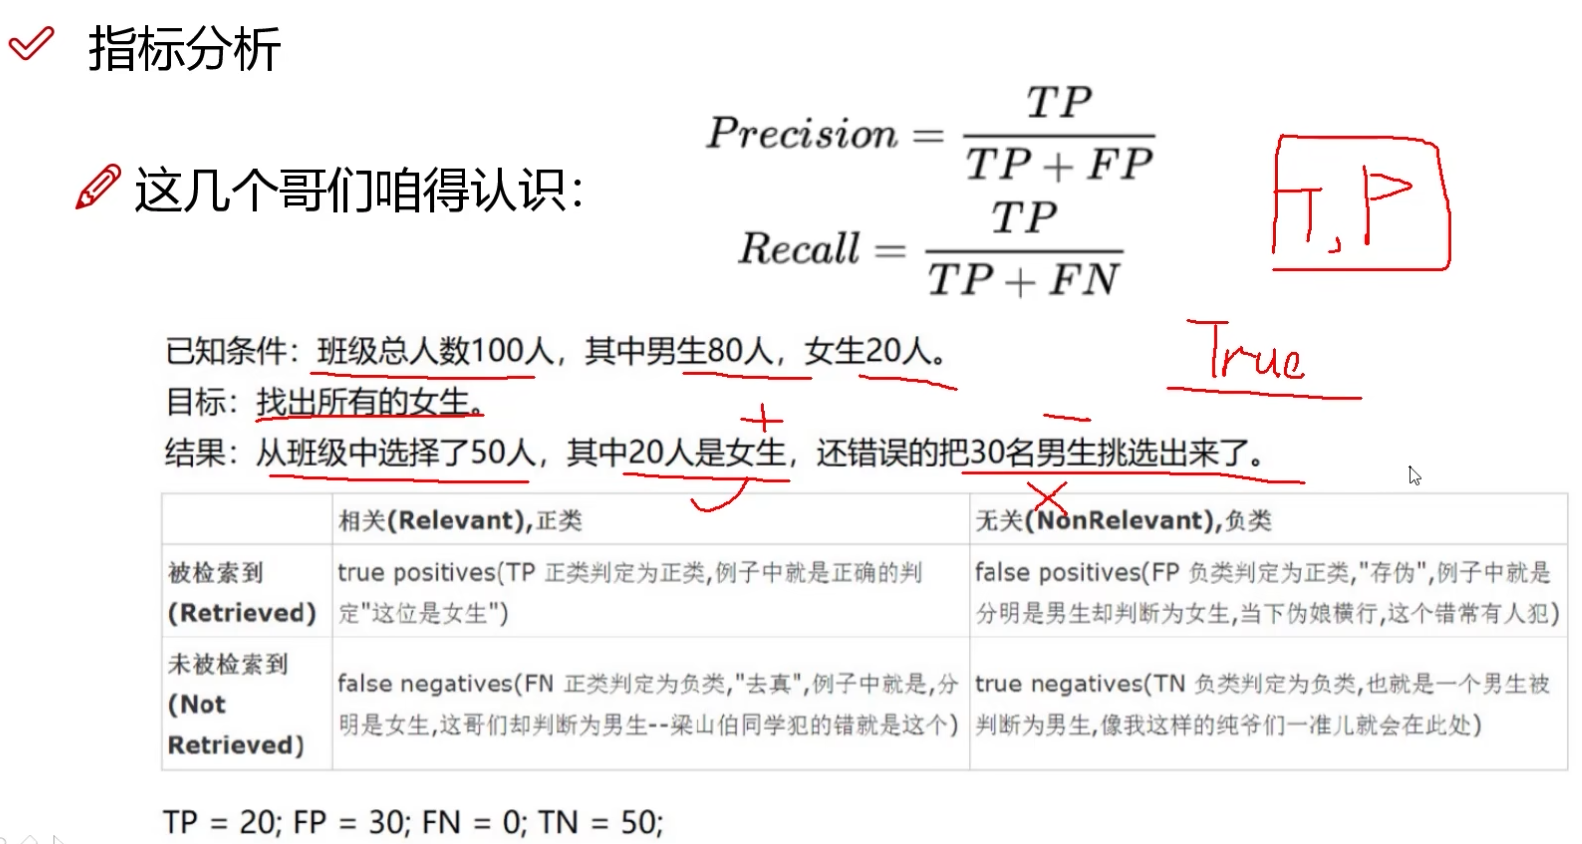 指标分析
Precision = TP / (TP + FP)
这几个哥们咱得认识：
T, P
Recall = TP / (TP + FN)
True
已知条件：班级总人数100人，其中男生80人，女生20人。
目标：找出所有的女生。
+ −
结果：从班级中选择了50人，其中20人是女生，还错误的把30名男生挑选出来了。
相关(Relevant),正类 无关(NonRelevant),负类
被检索到 true positives(TP 正类判定为正类,例子中就是正确的判 false positives(FP 负类判定为正类,"存伪",例子中就是
(Retrieved) 定"这位是女生") 分明是男生却判断为女生,当下伪娘横行,这个错常有人犯)
未被检索到
(Not false negatives(FN 正类判定为负类,"去真",例子中就是,分 true negatives(TN 负类判定为负类,也就是一个男生被
Retrieved) 明是女生,这哥们却判断为男生--梁山伯同学犯的错就是这个) 判断为男生,像我这样的纯爷们一准儿就会在此处)
TP = 20; FP = 30; FN = 0; TN = 50;